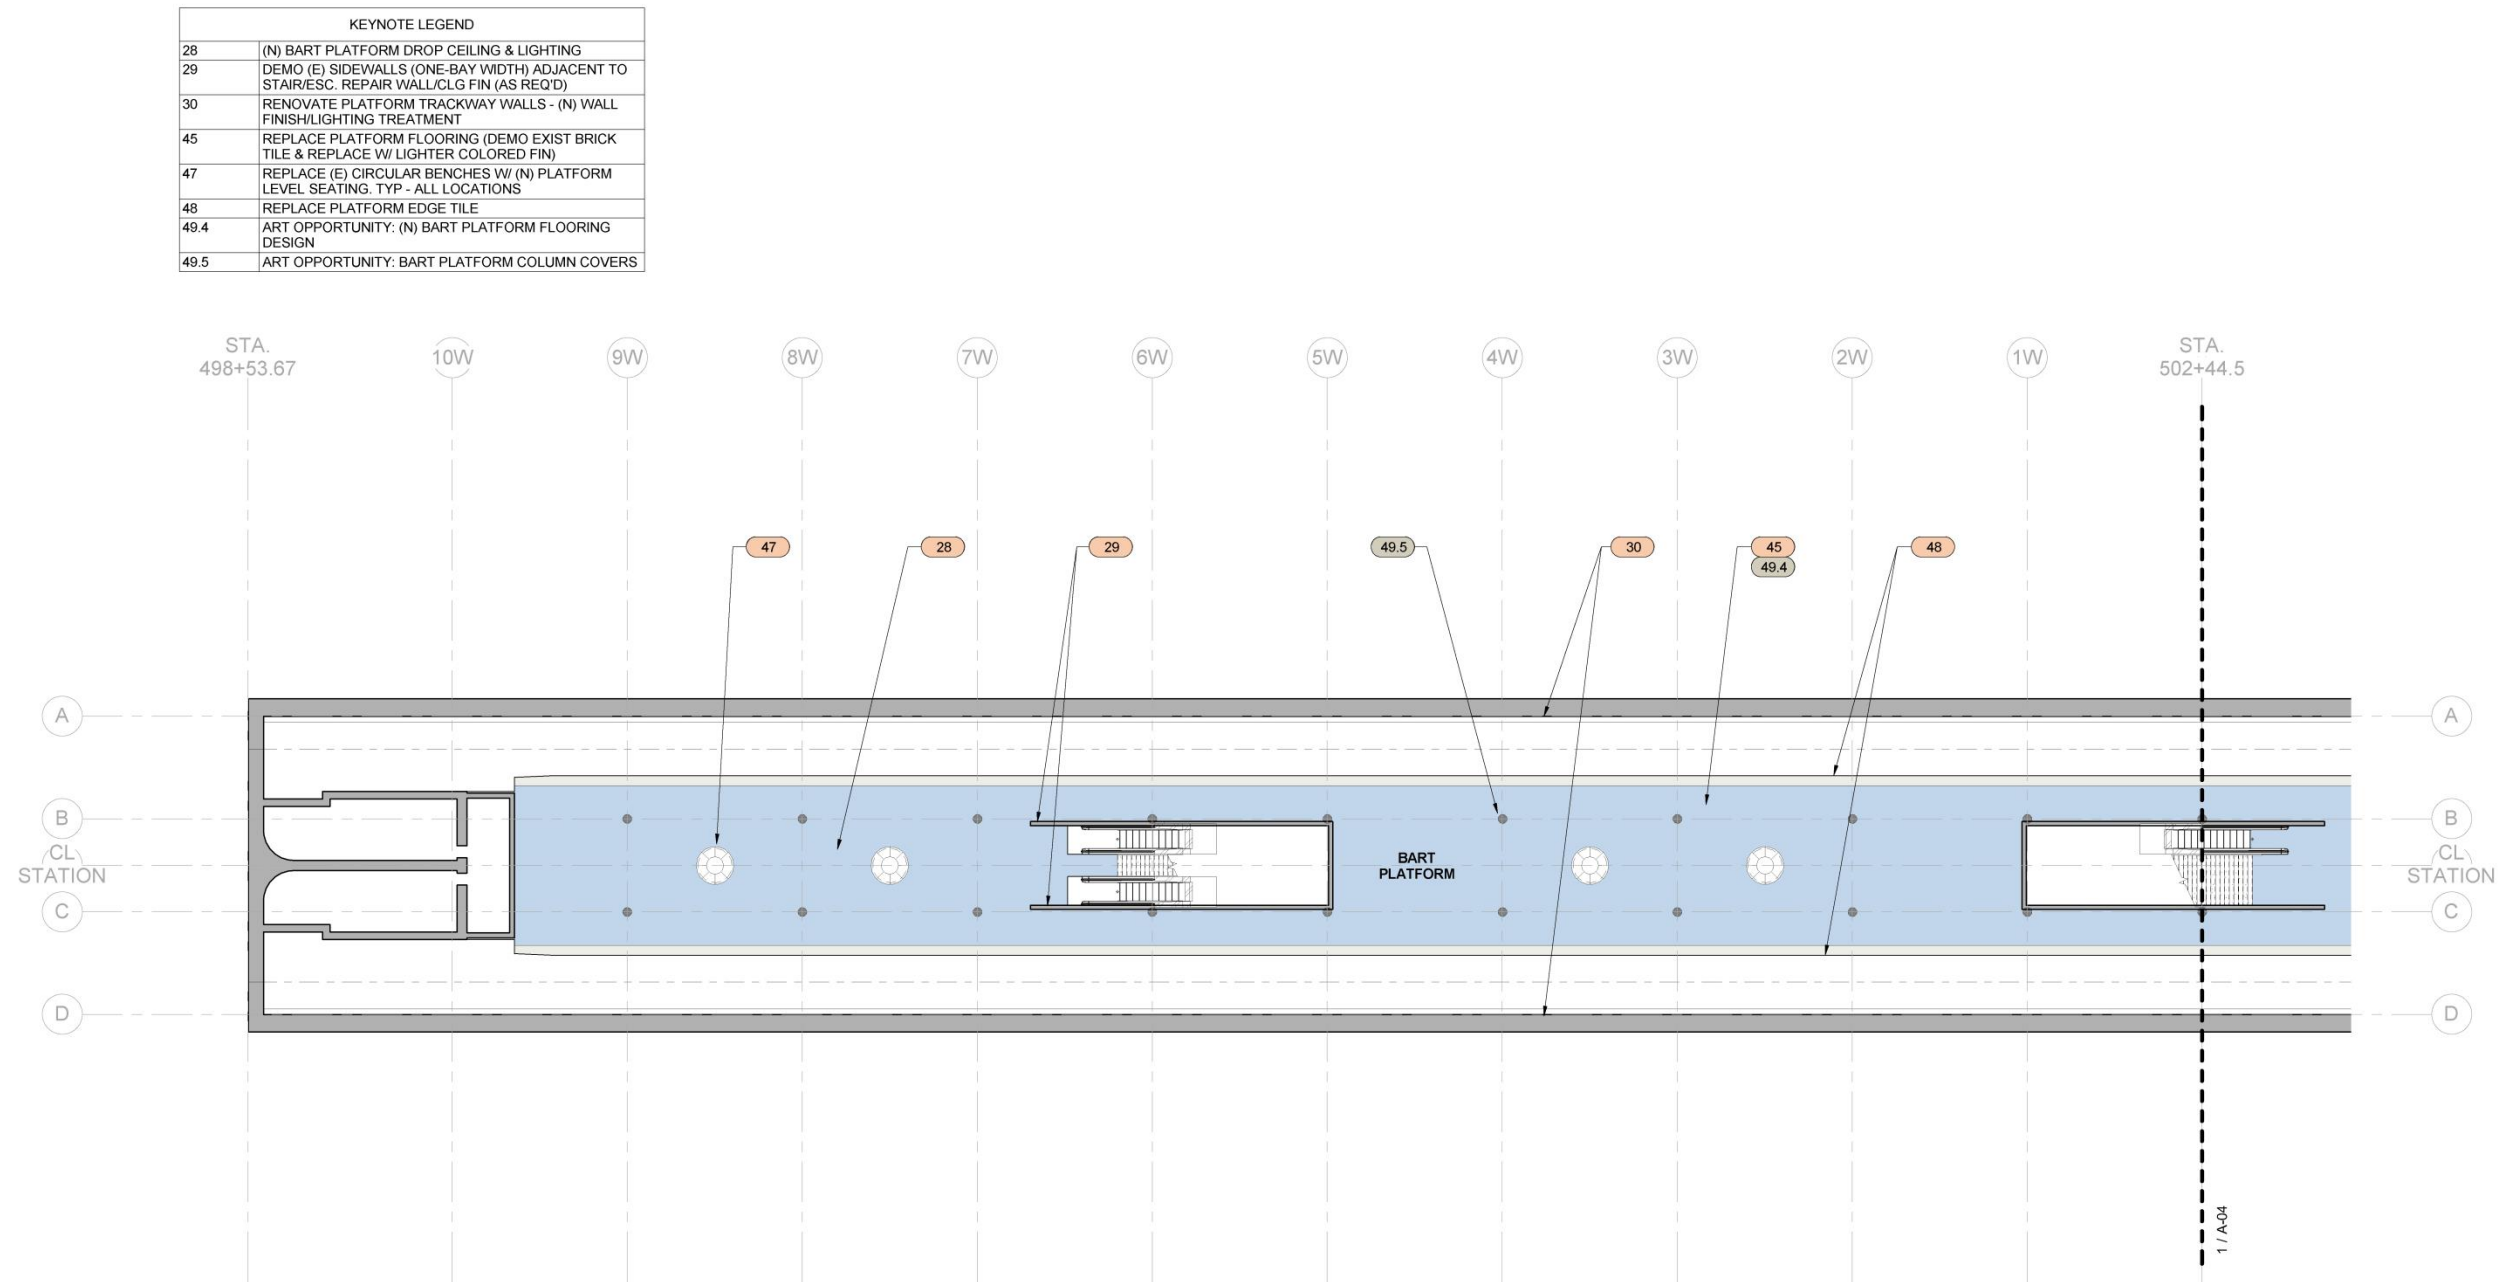 KEYNOTE LEGEND
28 (N) BART PLATFORM DROP CEILING & LIGHTING
29 DEMO (E) SIDEWALLS (ONE-BAY WIDTH) ADJACENT TO
STAIR/ESC. REPAIR WALL/CLG FIN (AS REQ'D)
30 RENOVATE PLATFORM TRACKWAY WALLS - (N) WALL
FINISH/LIGHTING TREATMENT
45 REPLACE PLATFORM FLOORING (DEMO EXIST BRICK
TILE & REPLACE W/ LIGHTER COLORED FIN)
47 REPLACE (E) CIRCULAR BENCHES W/ (N) PLATFORM
LEVEL SEATING. TYP - ALL LOCATIONS
48 REPLACE PLATFORM EDGE TILE
49.4 ART OPPORTUNITY: (N) BART PLATFORM FLOORING
DESIGN
49.5 ART OPPORTUNITY: BART PLATFORM COLUMN COVERS
STA.
498+53.67
10W
9W
8W
7W
6W
5W
4W
3W
2W
1W
STA.
502+44.5
47
28
29
49.5
30
45
49.4
48
A
A
B
B
CL
STATION
BART
PLATFORM
CL
STATION
C
C
D
D
1 / A-04